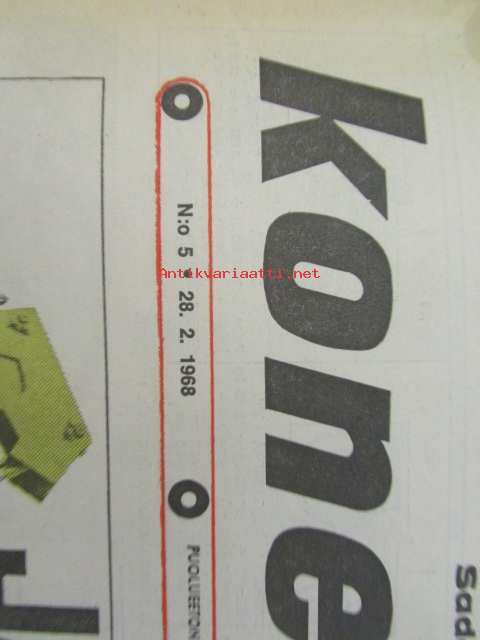 Sad
kone
N:o 5 • 28. 2. 1968
PUOLUEETON
Antikvariaatti.net